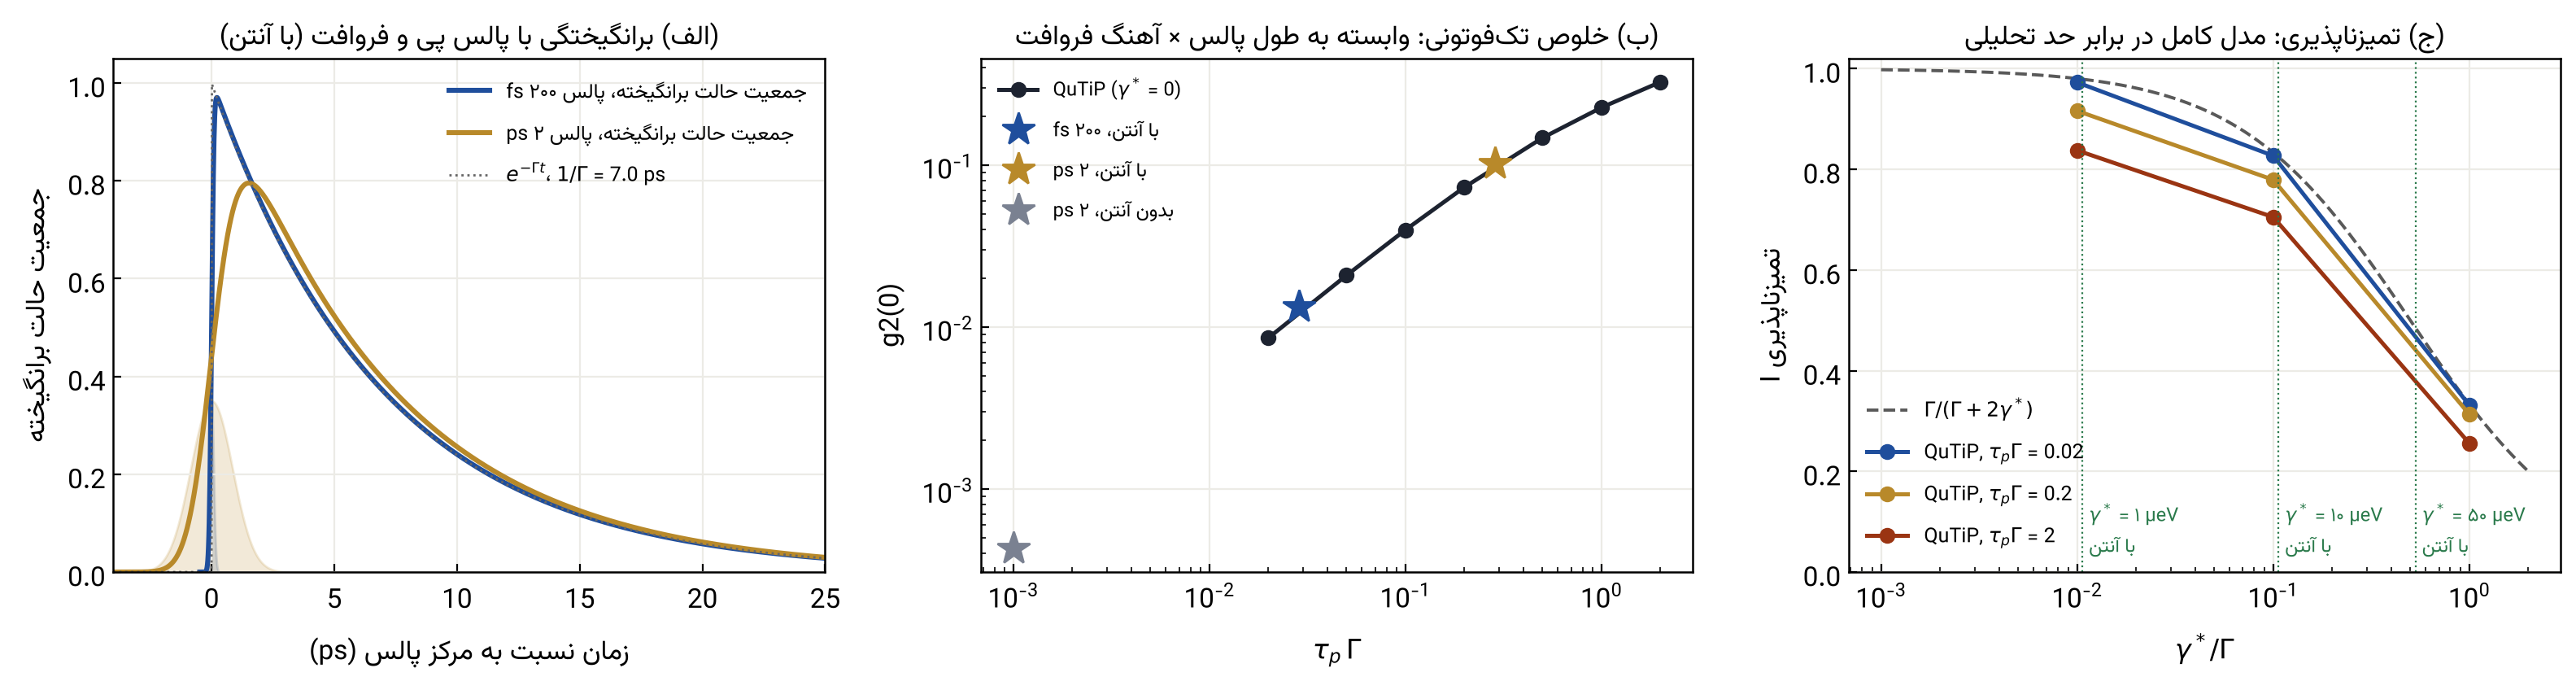 (الف) برانگیختگی با پالس پی و فروافت (با آنتن)
جمعیت حالت برانگیخته
1.0
0.8
0.6
0.4
0.2
0.0
جمعیت حالت برانگیخته، پالس ۲۰۰ fs
جمعیت حالت برانگیخته، پالس ۲ ps
e^{−Γt}، 1/Γ = 7.0 ps
0
5
10
15
20
25
زمان نسبت به مرکز پالس (ps)
(ب) خلوص تک‌فوتونی: وابسته به طول پالس × آهنگ فروافت
g2(0)
10^{-1}
10^{-2}
10^{-3}
QuTiP (γ* = 0)
با آنتن، ۲۰۰ fs
با آنتن، ۲ ps
بدون آنتن، ۲ ps
10^{-3}
10^{-2}
10^{-1}
10^{0}
τ_p Γ
(ج) تمیزناپذیری: مدل کامل در برابر حد تحلیلی
تمیزناپذیری I
1.0
0.8
0.6
0.4
0.2
0.0
Γ/(Γ + 2γ*)
QuTiP, τ_pΓ = 0.02
QuTiP, τ_pΓ = 0.2
QuTiP, τ_pΓ = 2
γ* = ۱ μeV
با آنتن
γ* = ۱۰ μeV
با آنتن
γ* = ۵۰ μeV
با آنتن
10^{-3}
10^{-2}
10^{-1}
10^{0}
γ*/Γ